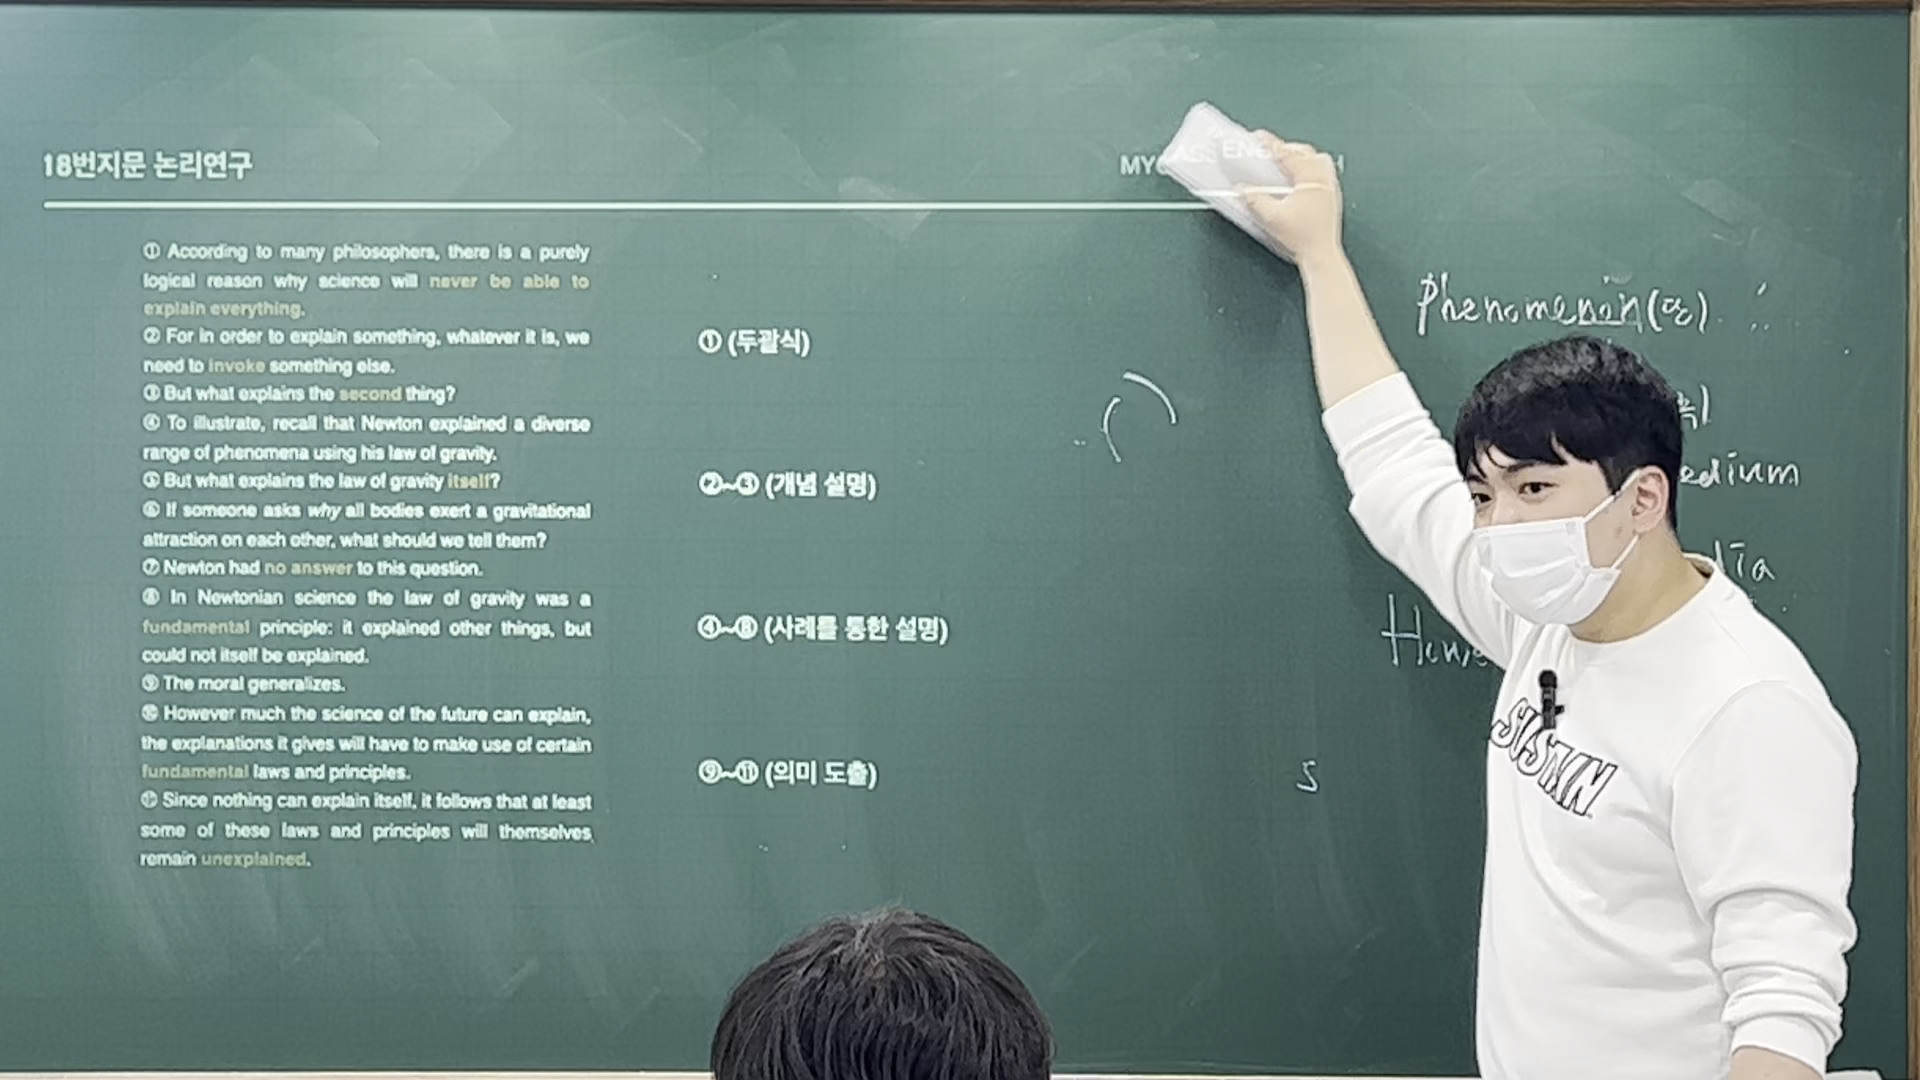 18번지문 논리연구
① According to many philosophers, there is a purely
logical reason why science will never be able to
explain everything.
② For in order to explain something, whatever it is, we
need to invoke something else.
③ But what explains the second thing?
④ To illustrate, recall that Newton explained a diverse
range of phenomena using his law of gravity.
⑤ But what explains the law of gravity itself?
⑥ If someone asks why all bodies exert a gravitational
attraction on each other, what should we tell them?
⑦ Newton had no answer to this question.
⑧ In Newtonian science the law of gravity was a
fundamental principle: it explained other things, but
could not itself be explained.
⑨ The moral generalizes.
⑩ However much the science of the future can explain,
the explanations it gives will have to make use of certain
fundamental laws and principles.
⑪ Since nothing can explain itself, it follows that at least
some of these laws and principles will themselves
remain unexplained.
① (두괄식)
②~③ (개념 설명)
④~⑧ (사례를 통한 설명)
⑨~⑪ (의미 도출)
Phenomenon(단)
edium
dia
5
SUSTAIN